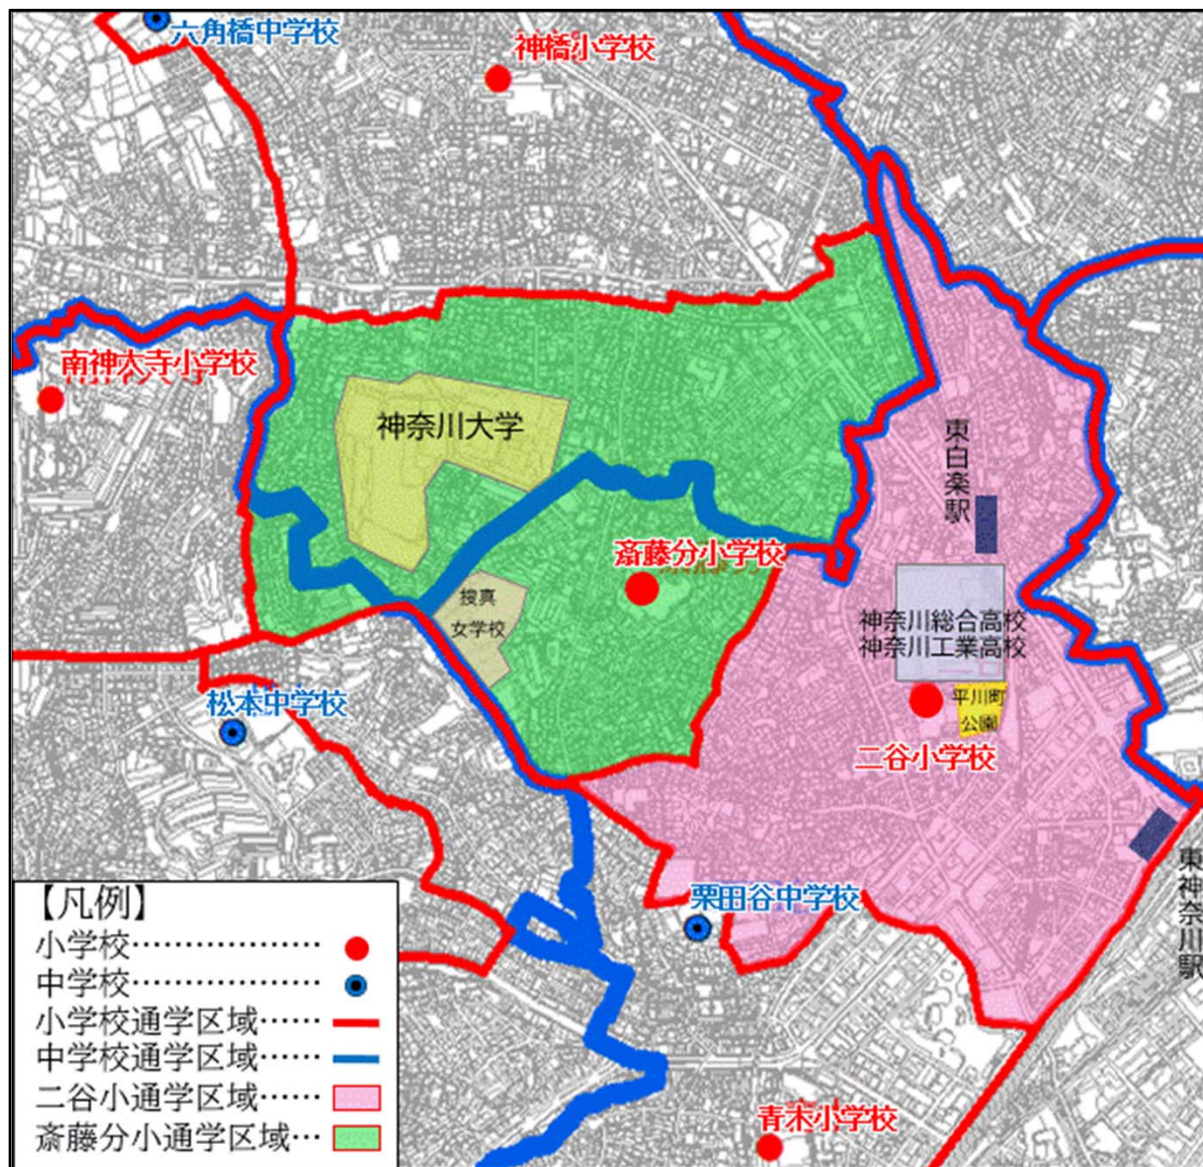 六角橋中学校
神橋小学校
南神大寺小学校
神奈川大学
東白楽駅
斎藤分小学校
捜真
女学校
神奈川総合高校
神奈川工業高校
平川町
公園
松本中学校
二谷小学校
栗田谷中学校
東神奈川駅
青木小学校
【凡例】
小学校………………
中学校………………
小学校通学区域……
中学校通学区域……
二谷小通学区域……
斎藤分小通学区域…